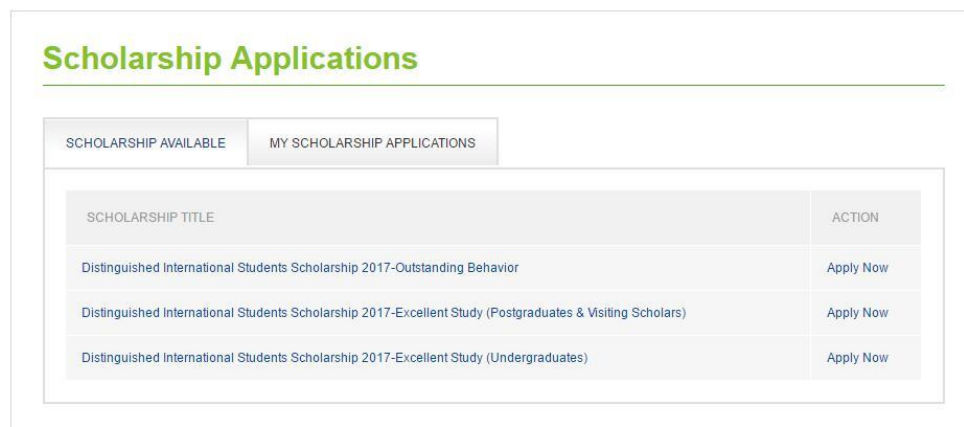 Scholarship Applications
SCHOLARSHIP AVAILABLE
MY SCHOLARSHIP APPLICATIONS
SCHOLARSHIP TITLE
ACTION
Distinguished International Students Scholarship 2017-Outstanding Behavior
Apply Now
Distinguished International Students Scholarship 2017-Excellent Study (Postgraduates & Visiting Scholars)
Apply Now
Distinguished International Students Scholarship 2017-Excellent Study (Undergraduates)
Apply Now